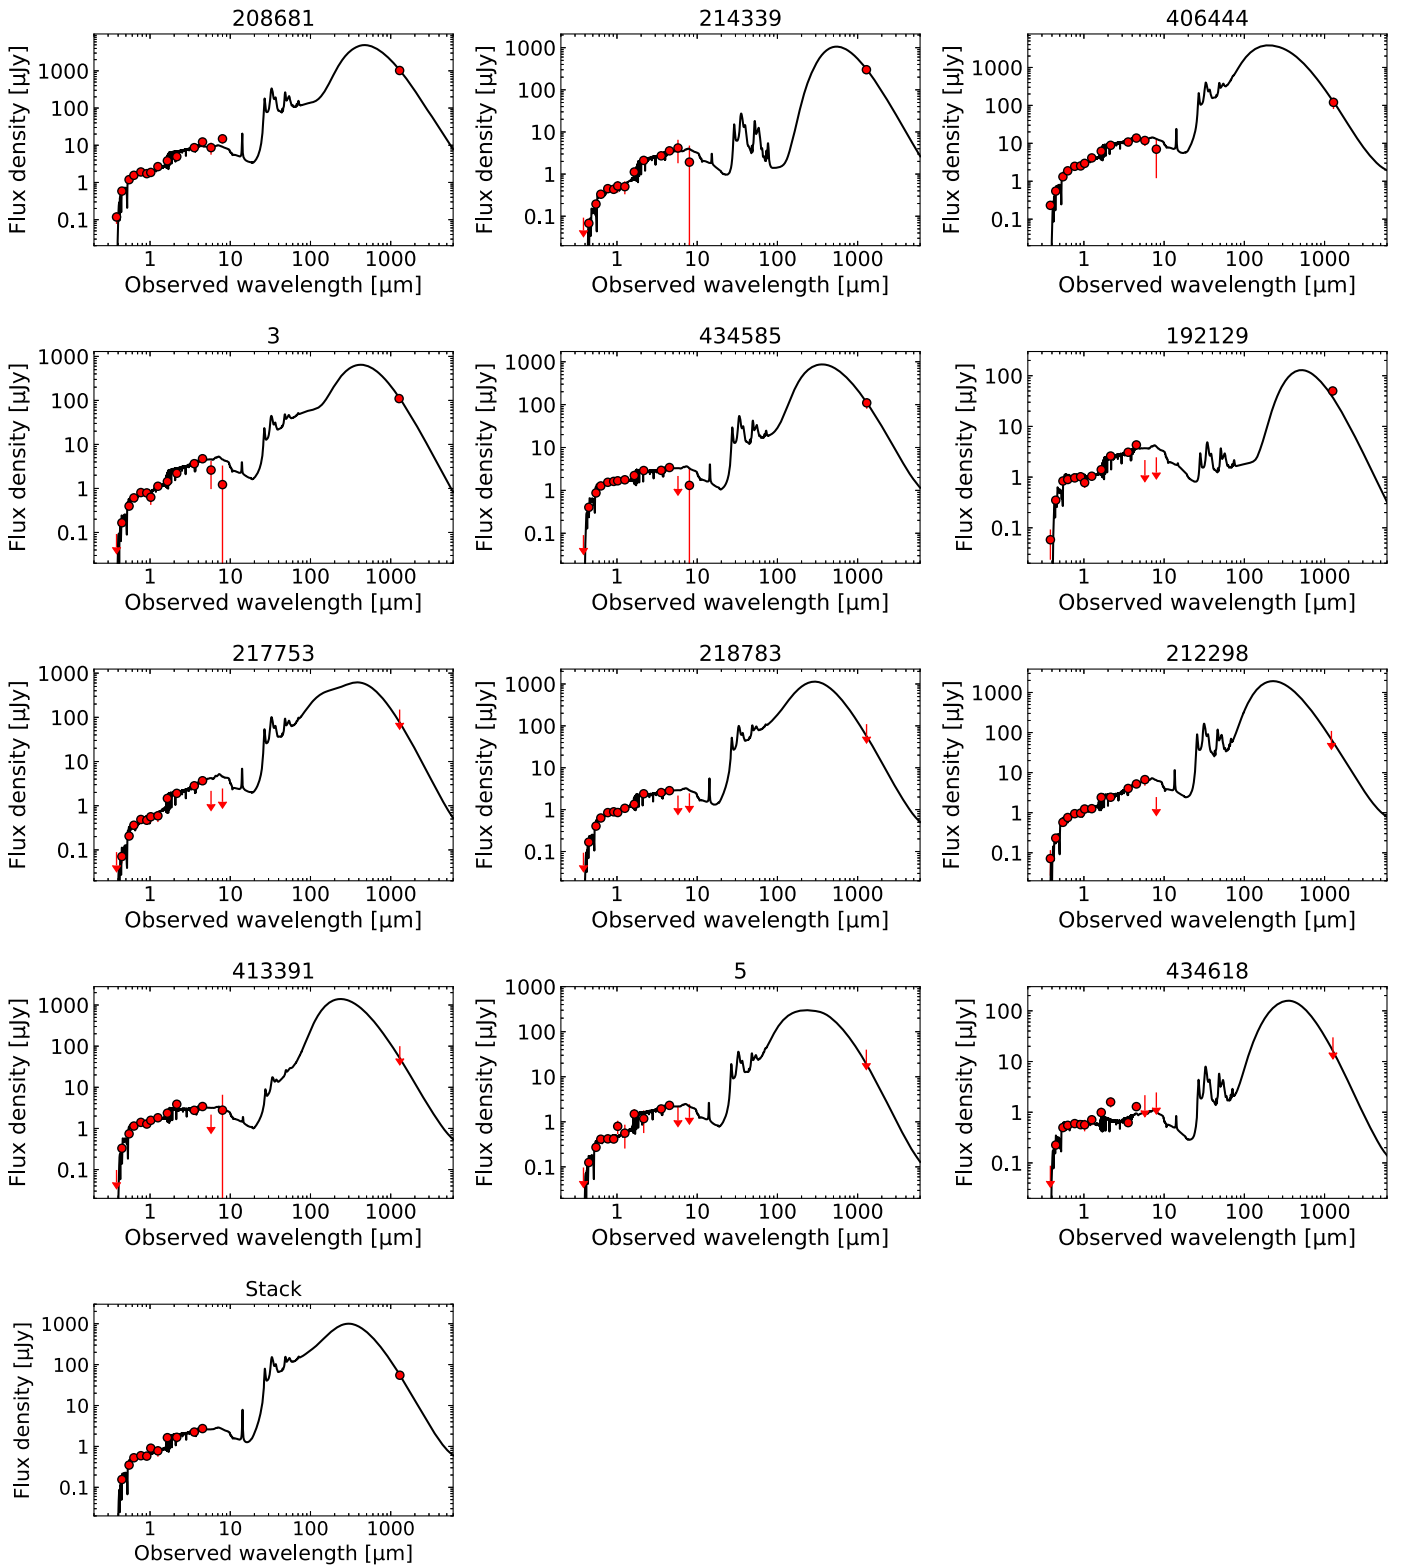 208681 214339 406444
Flux density [μJy] 1000 100 10 1 0.1
Flux density [μJy] 1000 100 10 1 0.1
Flux density [μJy] 1000 100 10 1 0.1
1 10 100 1000 1 10 100 1000 1 10 100 1000
Observed wavelength [μm] Observed wavelength [μm] Observed wavelength [μm]
3 434585 192129
Flux density [μJy] 1000 100 10 1 0.1
Flux density [μJy] 1000 100 10 1 0.1
Flux density [μJy] 100 10 1 0.1
1 10 100 1000 1 10 100 1000 1 10 100 1000
Observed wavelength [μm] Observed wavelength [μm] Observed wavelength [μm]
217753 218783 212298
Flux density [μJy] 1000 100 10 1 0.1
Flux density [μJy] 1000 100 10 1 0.1
Flux density [μJy] 1000 100 10 1 0.1
1 10 100 1000 1 10 100 1000 1 10 100 1000
Observed wavelength [μm] Observed wavelength [μm] Observed wavelength [μm]
413391 5 434618
Flux density [μJy] 1000 100 10 1 0.1
Flux density [μJy] 1000 100 10 1 0.1
Flux density [μJy] 100 10 1 0.1
1 10 100 1000 1 10 100 1000 1 10 100 1000
Observed wavelength [μm] Observed wavelength [μm] Observed wavelength [μm]
Stack
Flux density [μJy] 1000 100 10 1 0.1
1 10 100 1000
Observed wavelength [μm]